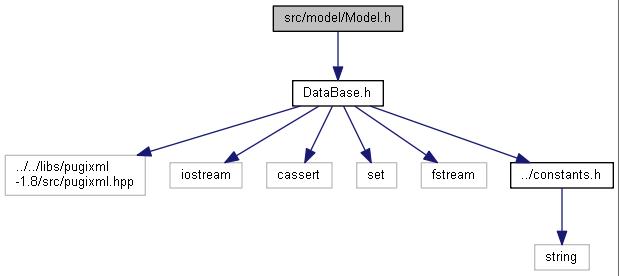 src/model/Model.h
DataBase.h
../../libs/pugixml
-1.8/src/pugixml.hpp
iostream
cassert
set
fstream
../constants.h
string